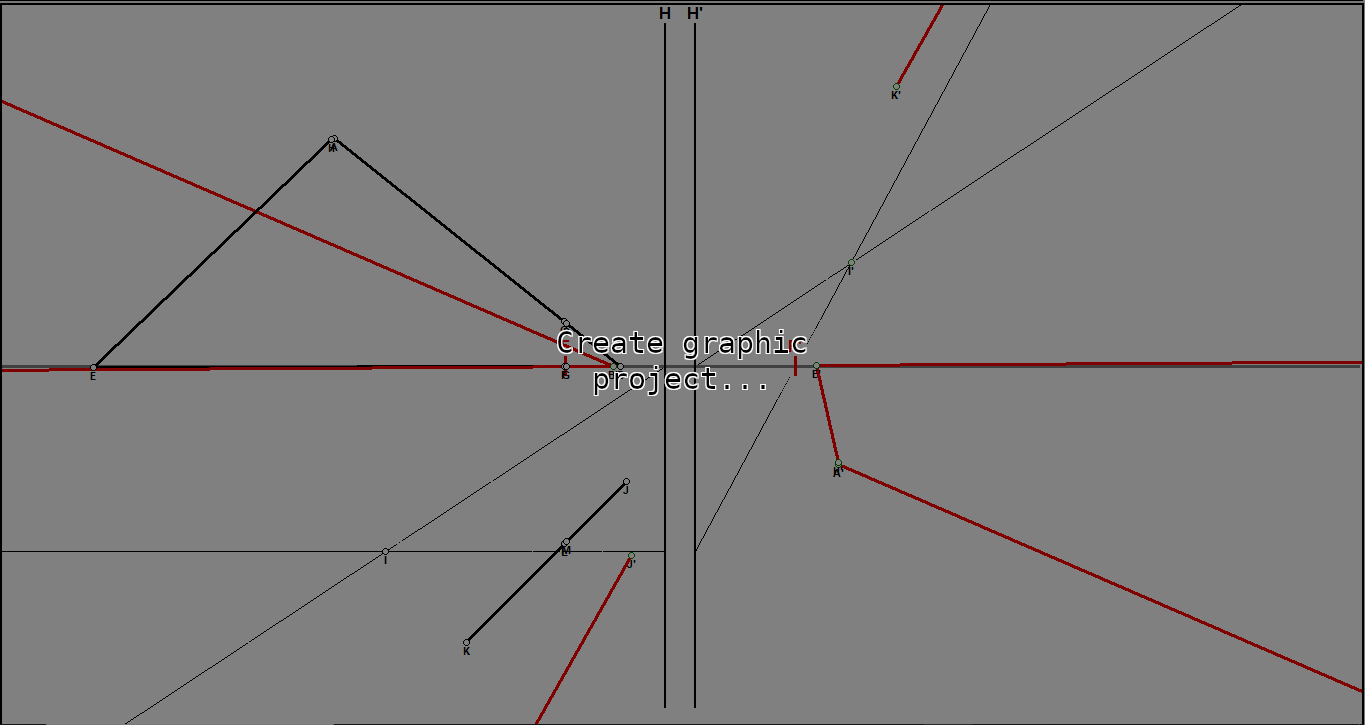 H H'
K'
I'
Create graphic
project...
E
B'
A'
J
M
J'
I
K